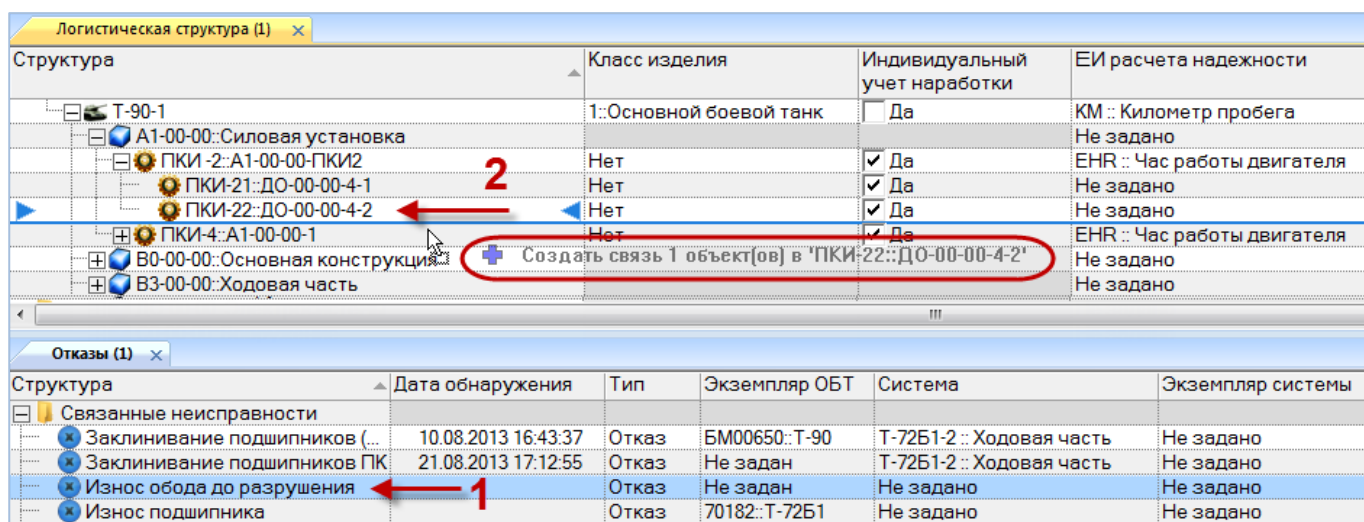 Логистическая структура (1)
Структура Класс изделия Индивидуальный учет наработки ЕИ расчета надежности
Т-90-1 1::Основной боевой танк Да КМ :: Километр пробега
А1-00-00::Силовая установка Не задано
ПКИ -2::А1-00-00-ПКИ2 Нет Да EHR :: Час работы двигателя
2
ПКИ-21::ДО-00-00-4-1 Нет Да Не задано
ПКИ-22::ДО-00-00-4-2 Нет Да Не задано
ПКИ-4::А1-00-00-1 Нет Да EHR :: Час работы двигателя
В0-00-00::Основная конструкция Создать связь 1 объект(ов) в 'ПКИ-22::ДО-00-00-4-2' Не задано
В3-00-00::Ходовая часть Не задано
Отказы (1)
Структура Дата обнаружения Тип Экземпляр ОБТ Система Экземпляр системы
Связанные неисправности
Заклинивание подшипников (... 10.08.2013 16:43:37 Отказ БМ00650::Т-90 Т-72Б1-2 :: Ходовая часть Не задано
Заклинивание подшипников ПК 21.08.2013 17:12:55 Отказ Не задан Т-72Б1-2 :: Ходовая часть Не задано
Износ обода до разрушения 1 Отказ Не задан Не задано Не задано
Износ подшипника Отказ 70182::Т-72Б1 Не задано Не задано